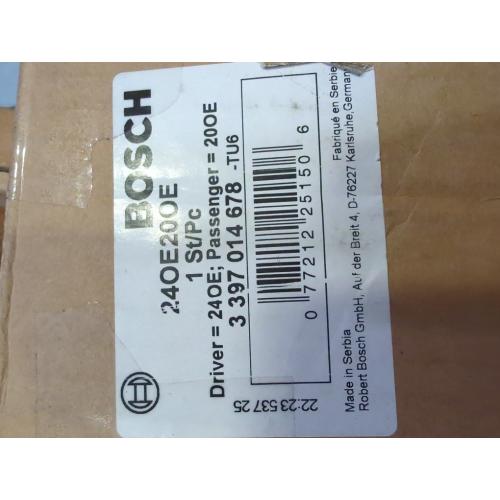 BOSCH
24OE20OE
1 St/Pc
Driver = 24OE; Passenger = 20OE
3 397 014 678 -TU6
0 77212 25150 6
22:23 537 25
Made in Serbia Fabriqué en Serbie
Robert Bosch GmbH, Auf der Breit 4, D-76227 Karlsruhe,Germany